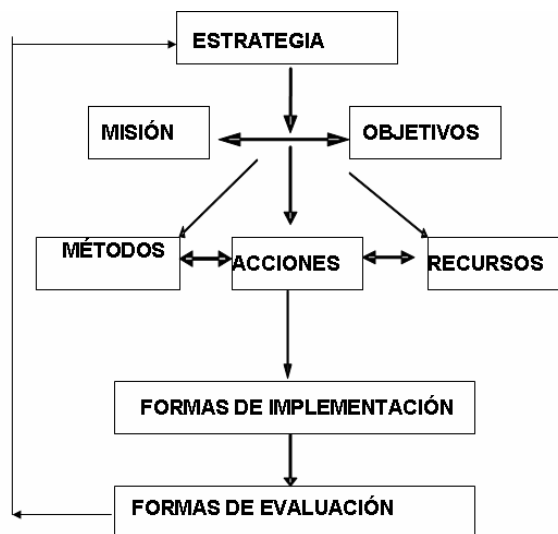 ESTRATEGIA
MISIÓN
OBJETIVOS
MÉTODOS
ACCIONES
RECURSOS
FORMAS DE IMPLEMENTACIÓN
FORMAS DE EVALUACIÓN